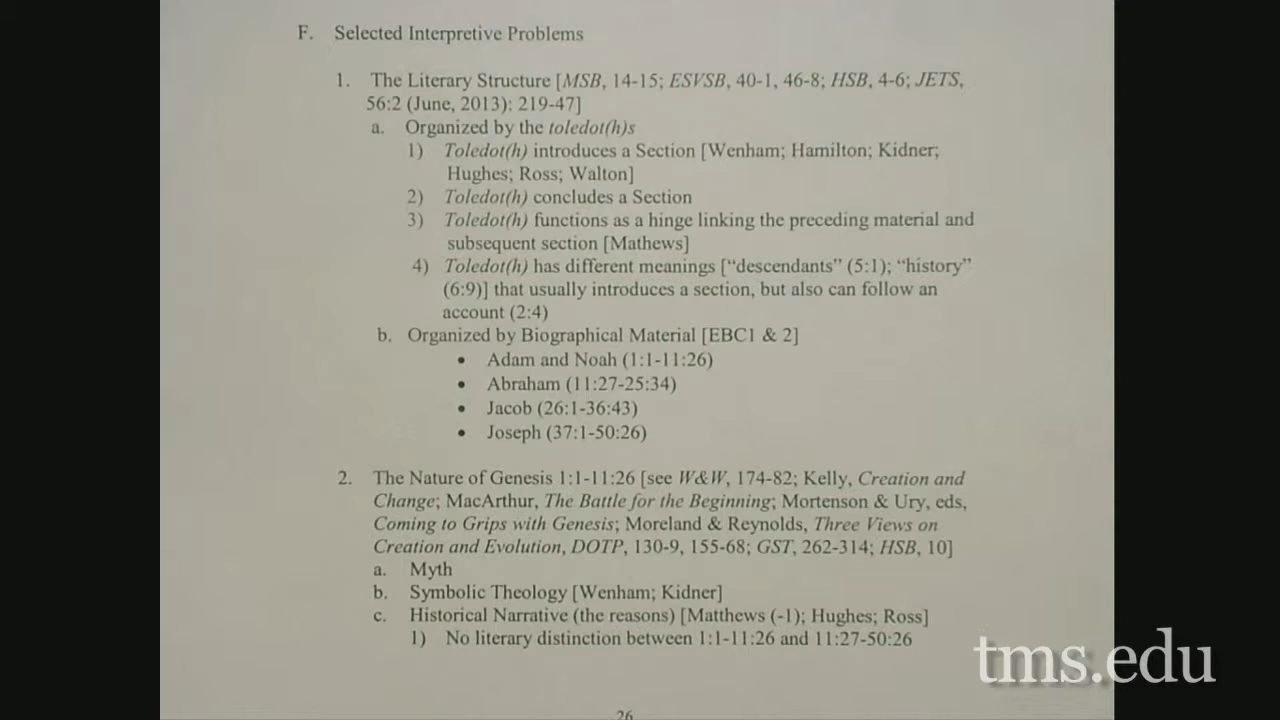 F. Selected Interpretive Problems
1. The Literary Structure [MSB, 14-15; ESVSB, 40-1, 46-8; HSB, 4-6; JETS,
56:2 (June, 2013): 219-47]
a. Organized by the toledot(h)s
1) Toledot(h) introduces a Section [Wenham; Hamilton; Kidner;
Hughes; Ross; Walton]
2) Toledot(h) concludes a Section
3) Toledot(h) functions as a hinge linking the preceding material and
subsequent section [Mathews]
4) Toledot(h) has different meanings [“descendants” (5:1); “history”
(6:9)] that usually introduces a section, but also can follow an
account (2:4)
b. Organized by Biographical Material [EBC1 & 2]
• Adam and Noah (1:1-11:26)
• Abraham (11:27-25:34)
• Jacob (26:1-36:43)
• Joseph (37:1-50:26)
2. The Nature of Genesis 1:1-11:26 [see W&W, 174-82; Kelly, Creation and
Change; MacArthur, The Battle for the Beginning; Mortenson & Ury, eds,
Coming to Grips with Genesis; Moreland & Reynolds, Three Views on
Creation and Evolution, DOTP, 130-9, 155-68; GST, 262-314; HSB, 10]
a. Myth
b. Symbolic Theology [Wenham; Kidner]
c. Historical Narrative (the reasons) [Matthews (-1); Hughes; Ross]
1) No literary distinction between 1:1-11:26 and 11:27-50:26
26
tms.edu